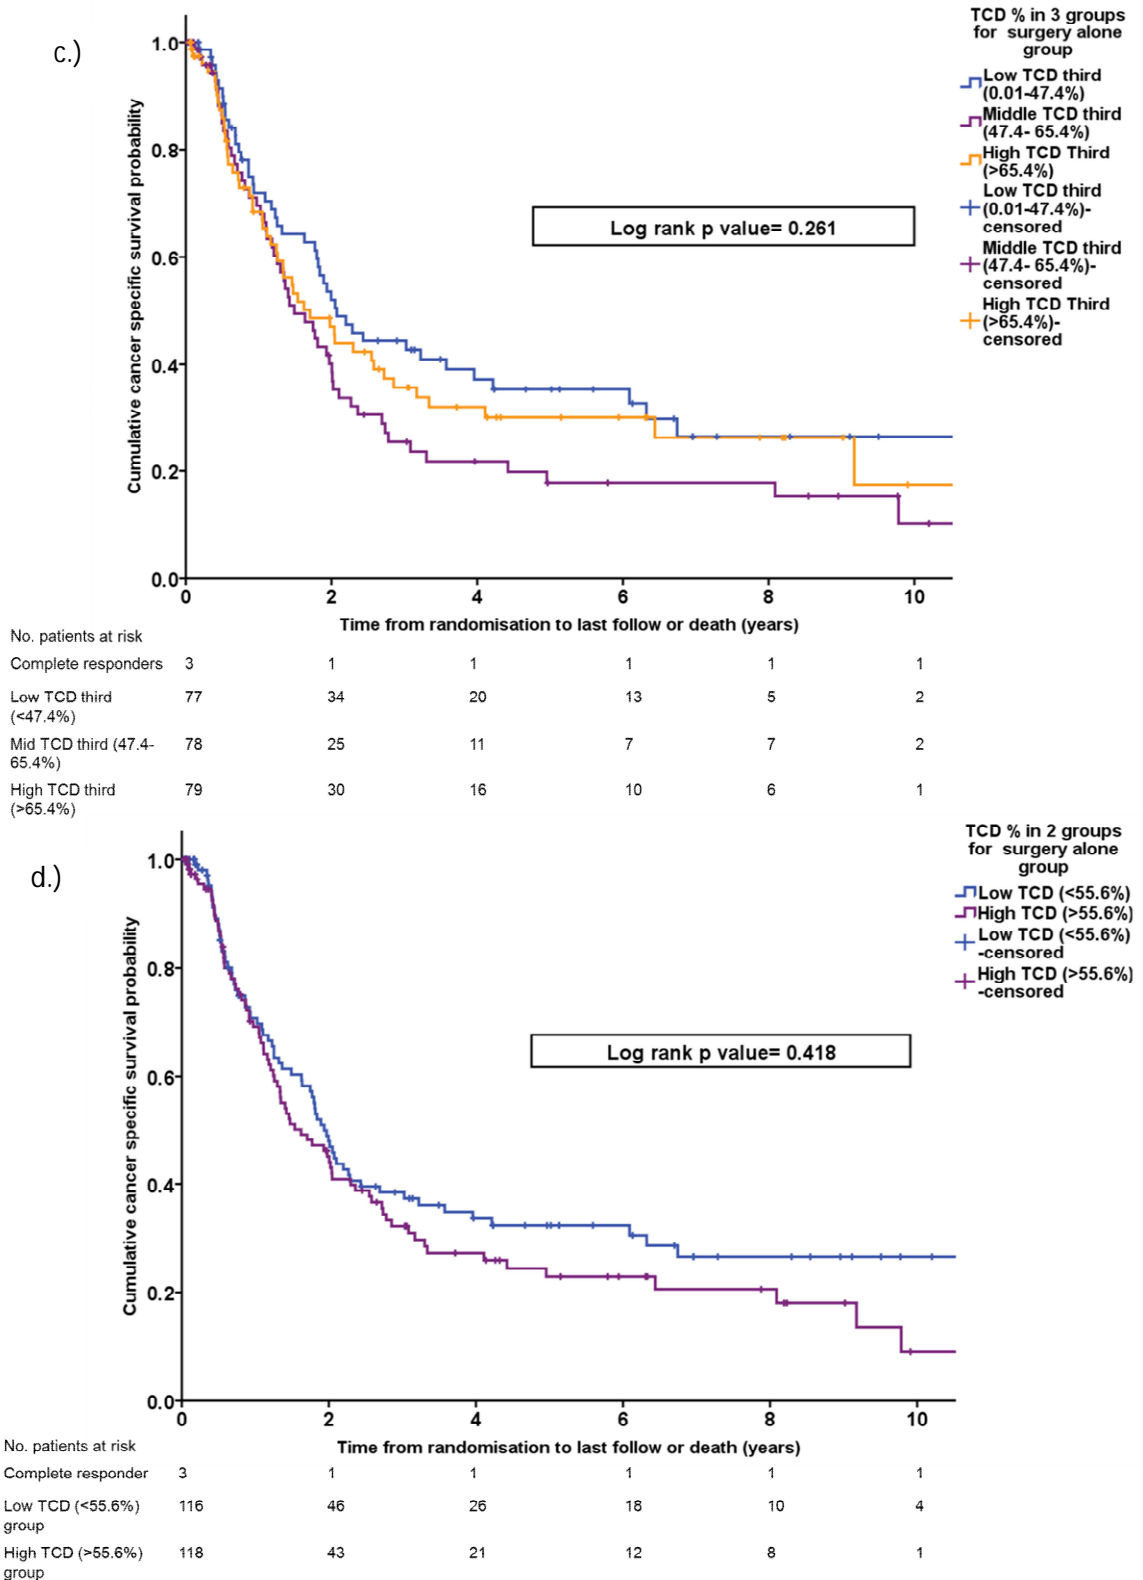 c.)
TCD % in 3 groups
for surgery alone
group
Low TCD third
(0.01-47.4%)
Middle TCD third
(47.4- 65.4%)
High TCD Third
(>65.4%)
Low TCD third
(0.01-47.4%)-
censored
Middle TCD third
(47.4- 65.4%)-
censored
High TCD Third
(>65.4%)-
censored
Cumulative cancer specific survival probability
1.0
0.8
0.6
0.4
0.2
0.0
Log rank p value= 0.261
0 2 4 6 8 10
Time from randomisation to last follow or death (years)
No. patients at risk
Complete responders 3 1 1 1 1 1
Low TCD third 77 34 20 13 5 2
(<47.4%)
Mid TCD third (47.4- 78 25 11 7 7 2
65.4%)
High TCD third 79 30 16 10 6 1
(>65.4%)
d.)
TCD % in 2 groups
for surgery alone
group
Low TCD (<55.6%)
High TCD (>55.6%)
Low TCD (<55.6%)
-censored
High TCD (>55.6%)
-censored
Cumulative cancer specific survival probability
1.0
0.8
0.6
0.4
0.2
0.0
Log rank p value= 0.418
0 2 4 6 8 10
Time from randomisation to last follow or death (years)
No. patients at risk
Complete responder 3 1 1 1 1 1
Low TCD (<55.6%) 116 46 26 18 10 4
group
High TCD (>55.6%) 118 43 21 12 8 1
group